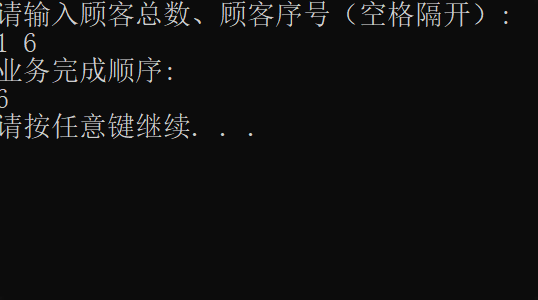 请输入顾客总数、顾客序号（空格隔开）:
1 6
业务完成顺序:
6
请按任意键继续. . .